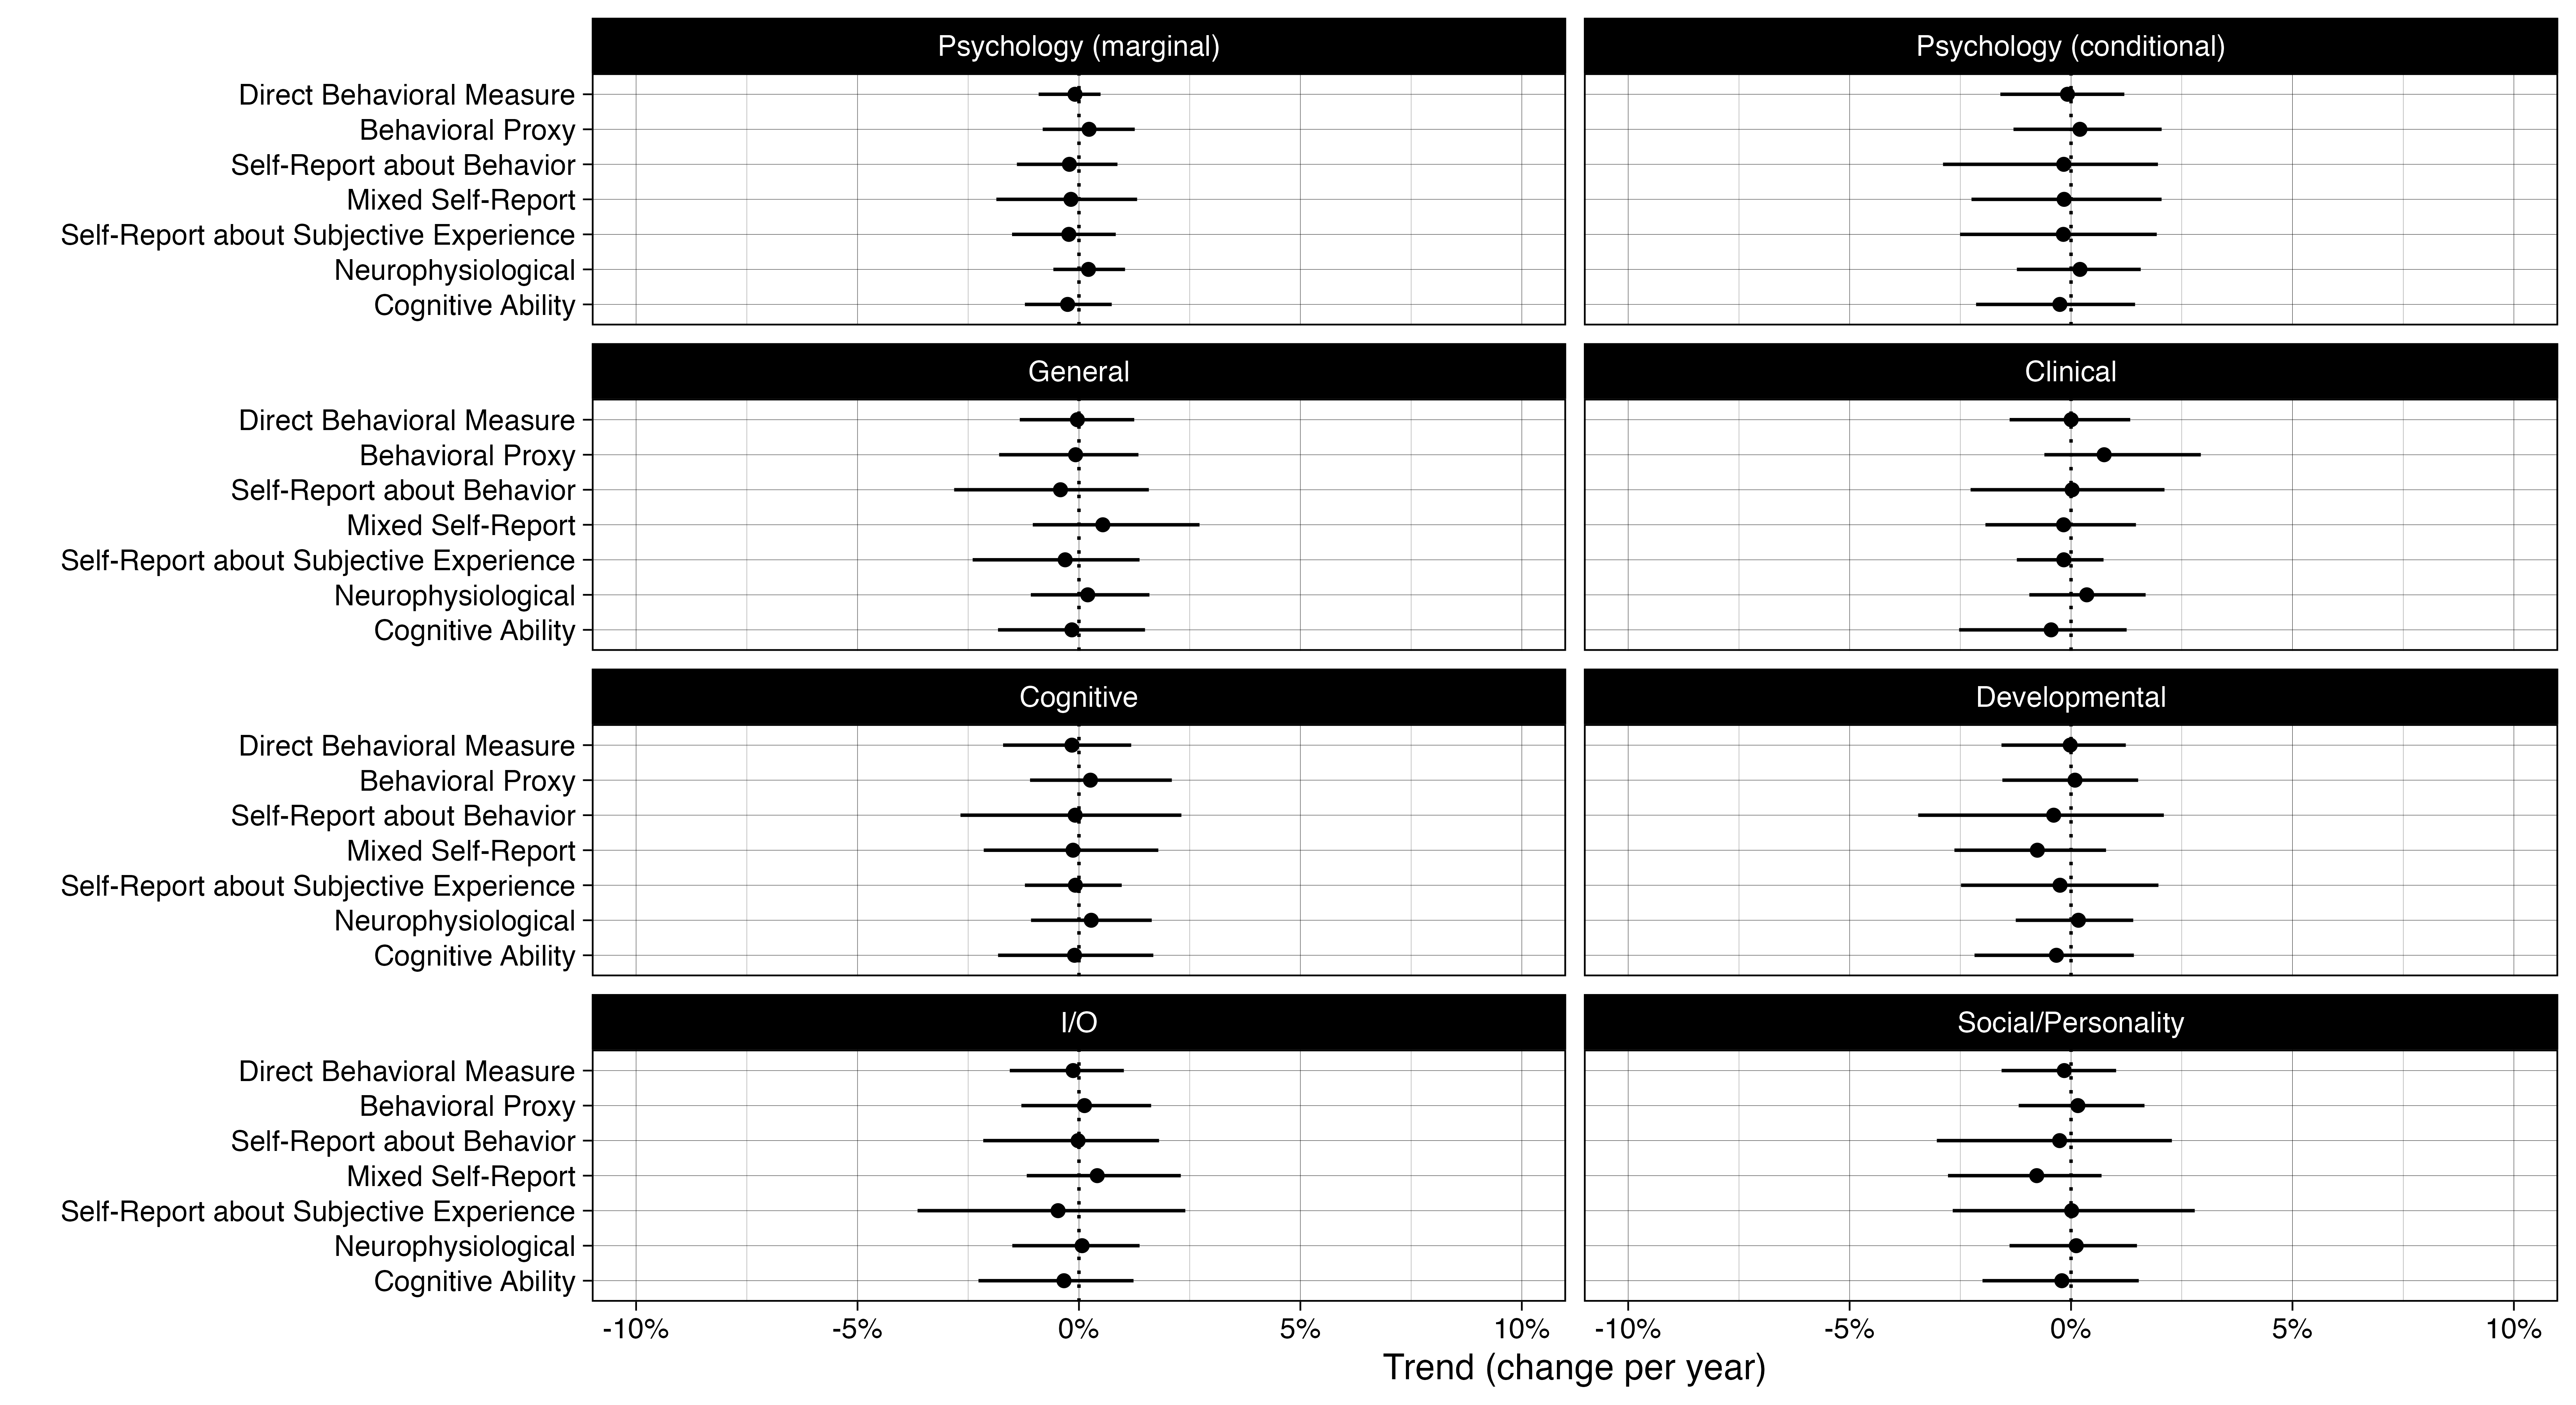 Psychology (marginal)
Psychology (conditional)
Direct Behavioral Measure
Behavioral Proxy
Self-Report about Behavior
Mixed Self-Report
Self-Report about Subjective Experience
Neurophysiological
Cognitive Ability
General
Clinical
Direct Behavioral Measure
Behavioral Proxy
Self-Report about Behavior
Mixed Self-Report
Self-Report about Subjective Experience
Neurophysiological
Cognitive Ability
Cognitive
Developmental
Direct Behavioral Measure
Behavioral Proxy
Self-Report about Behavior
Mixed Self-Report
Self-Report about Subjective Experience
Neurophysiological
Cognitive Ability
I/O
Social/Personality
Direct Behavioral Measure
Behavioral Proxy
Self-Report about Behavior
Mixed Self-Report
Self-Report about Subjective Experience
Neurophysiological
Cognitive Ability
-10% -5% 0% 5% 10% -10% -5% 0% 5% 10%
Trend (change per year)